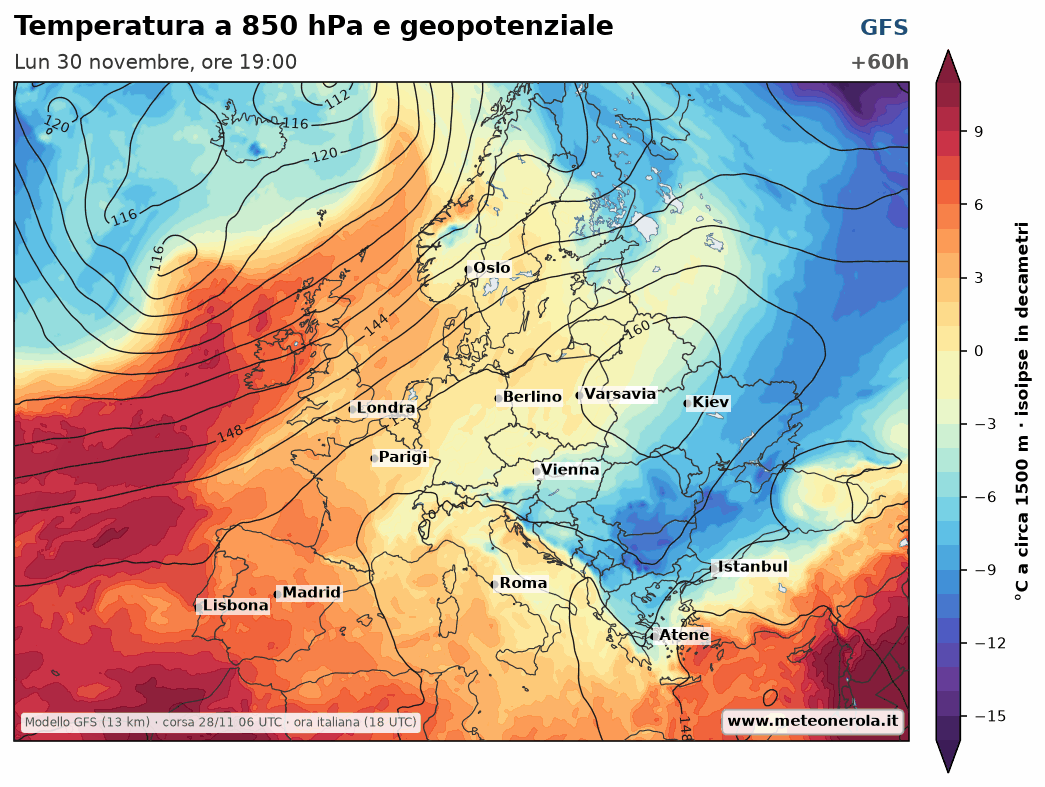 Temperatura a 850 hPa e geopotenziale
GFS
Lun 30 novembre, ore 19:00
+60h
112
120
116
120
116
116
144
160
148
148
Oslo
Berlino
Varsavia
Kiev
Londra
Parigi
Vienna
Roma
Istanbul
Madrid
Lisbona
Atene
9
6
3
0
−3
−6
−9
−12
−15
°C a circa 1500 m · isoipse in decametri
Modello GFS (13 km) · corsa 28/11 06 UTC · ora italiana (18 UTC)
www.meteonerola.it